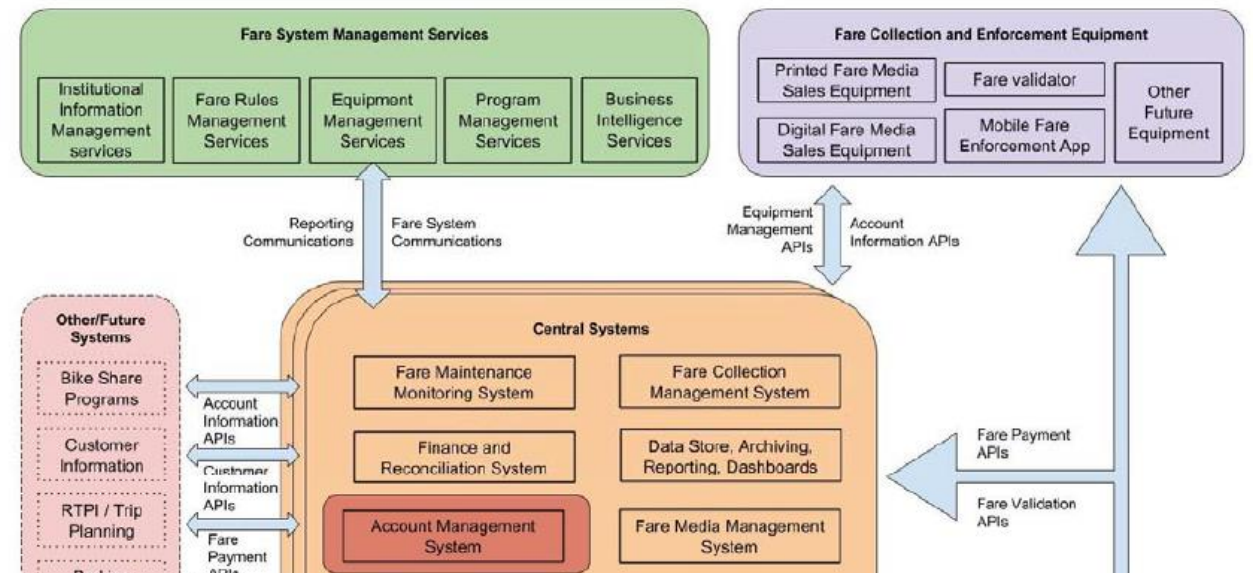 Fare System Management Services
Institutional
Information
Management
services
Fare Rules
Management
Services
Equipment
Management
Services
Program
Management
Services
Business
Intelligence
Services
Fare Collection and Enforcement Equipment
Printed Fare Media
Sales Equipment
Digital Fare Media
Sales Equipment
Fare validator
Mobile Fare
Enforcement App
Other
Future
Equipment
Reporting
Communications
Fare System
Communications
Equipment
Management
APIs
Account
Information APIs
Other/Future
Systems
Bike Share
Programs
Customer
Information
RTPI / Trip
Planning
Account
Information
APIs
Customer
Information
APIs
Fare
Payment
APIs
Central Systems
Fare Maintenance
Monitoring System
Fare Collection
Management System
Finance and
Reconciliation System
Data Store, Archiving,
Reporting, Dashboards
Account Management
System
Fare Media Management
System
Fare Payment
APIs
Fare Validation
APIs